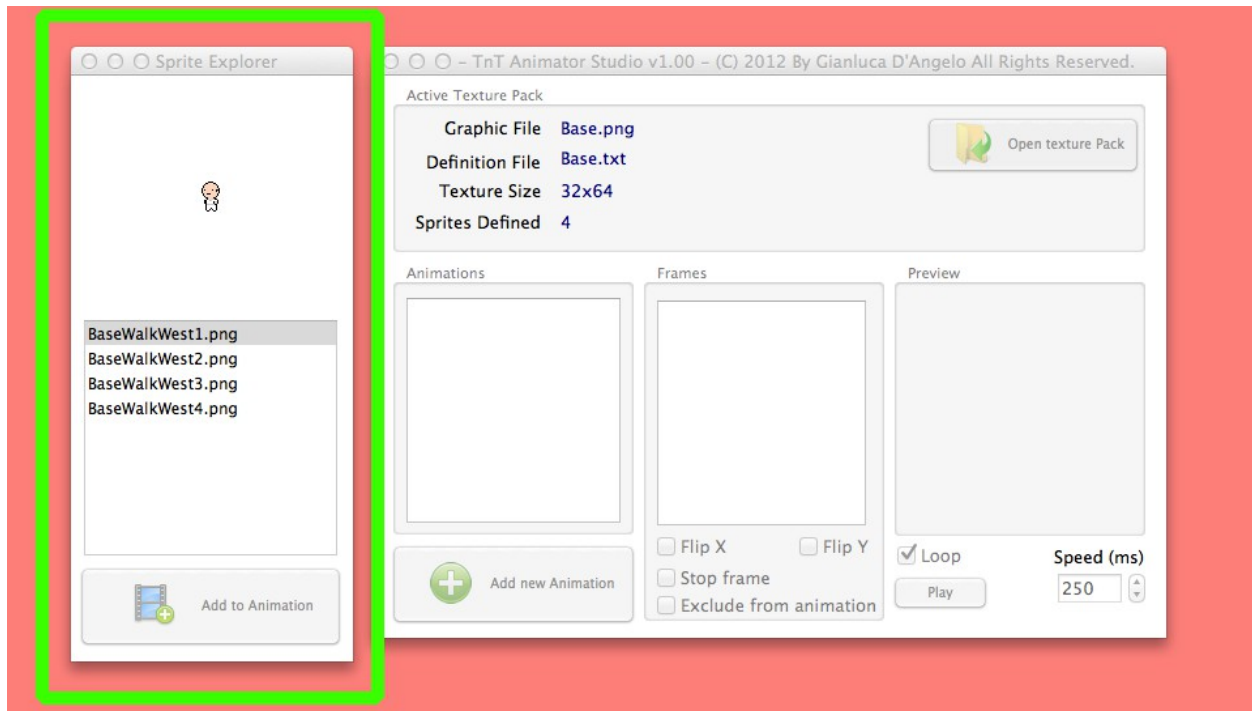 Sprite Explorer
BaseWalkWest1.png
BaseWalkWest2.png
BaseWalkWest3.png
BaseWalkWest4.png
Add to Animation
- TnT Animator Studio v1.00 - (C) 2012 By Gianluca D'Angelo All Rights Reserved.
Active Texture Pack
Graphic File Base.png
Definition File Base.txt
Texture Size 32x64
Sprites Defined 4
Open texture Pack
Animations
Add new Animation
Frames
Flip X Flip Y
Stop frame
Exclude from animation
Preview
Loop Speed (ms)
Play 250